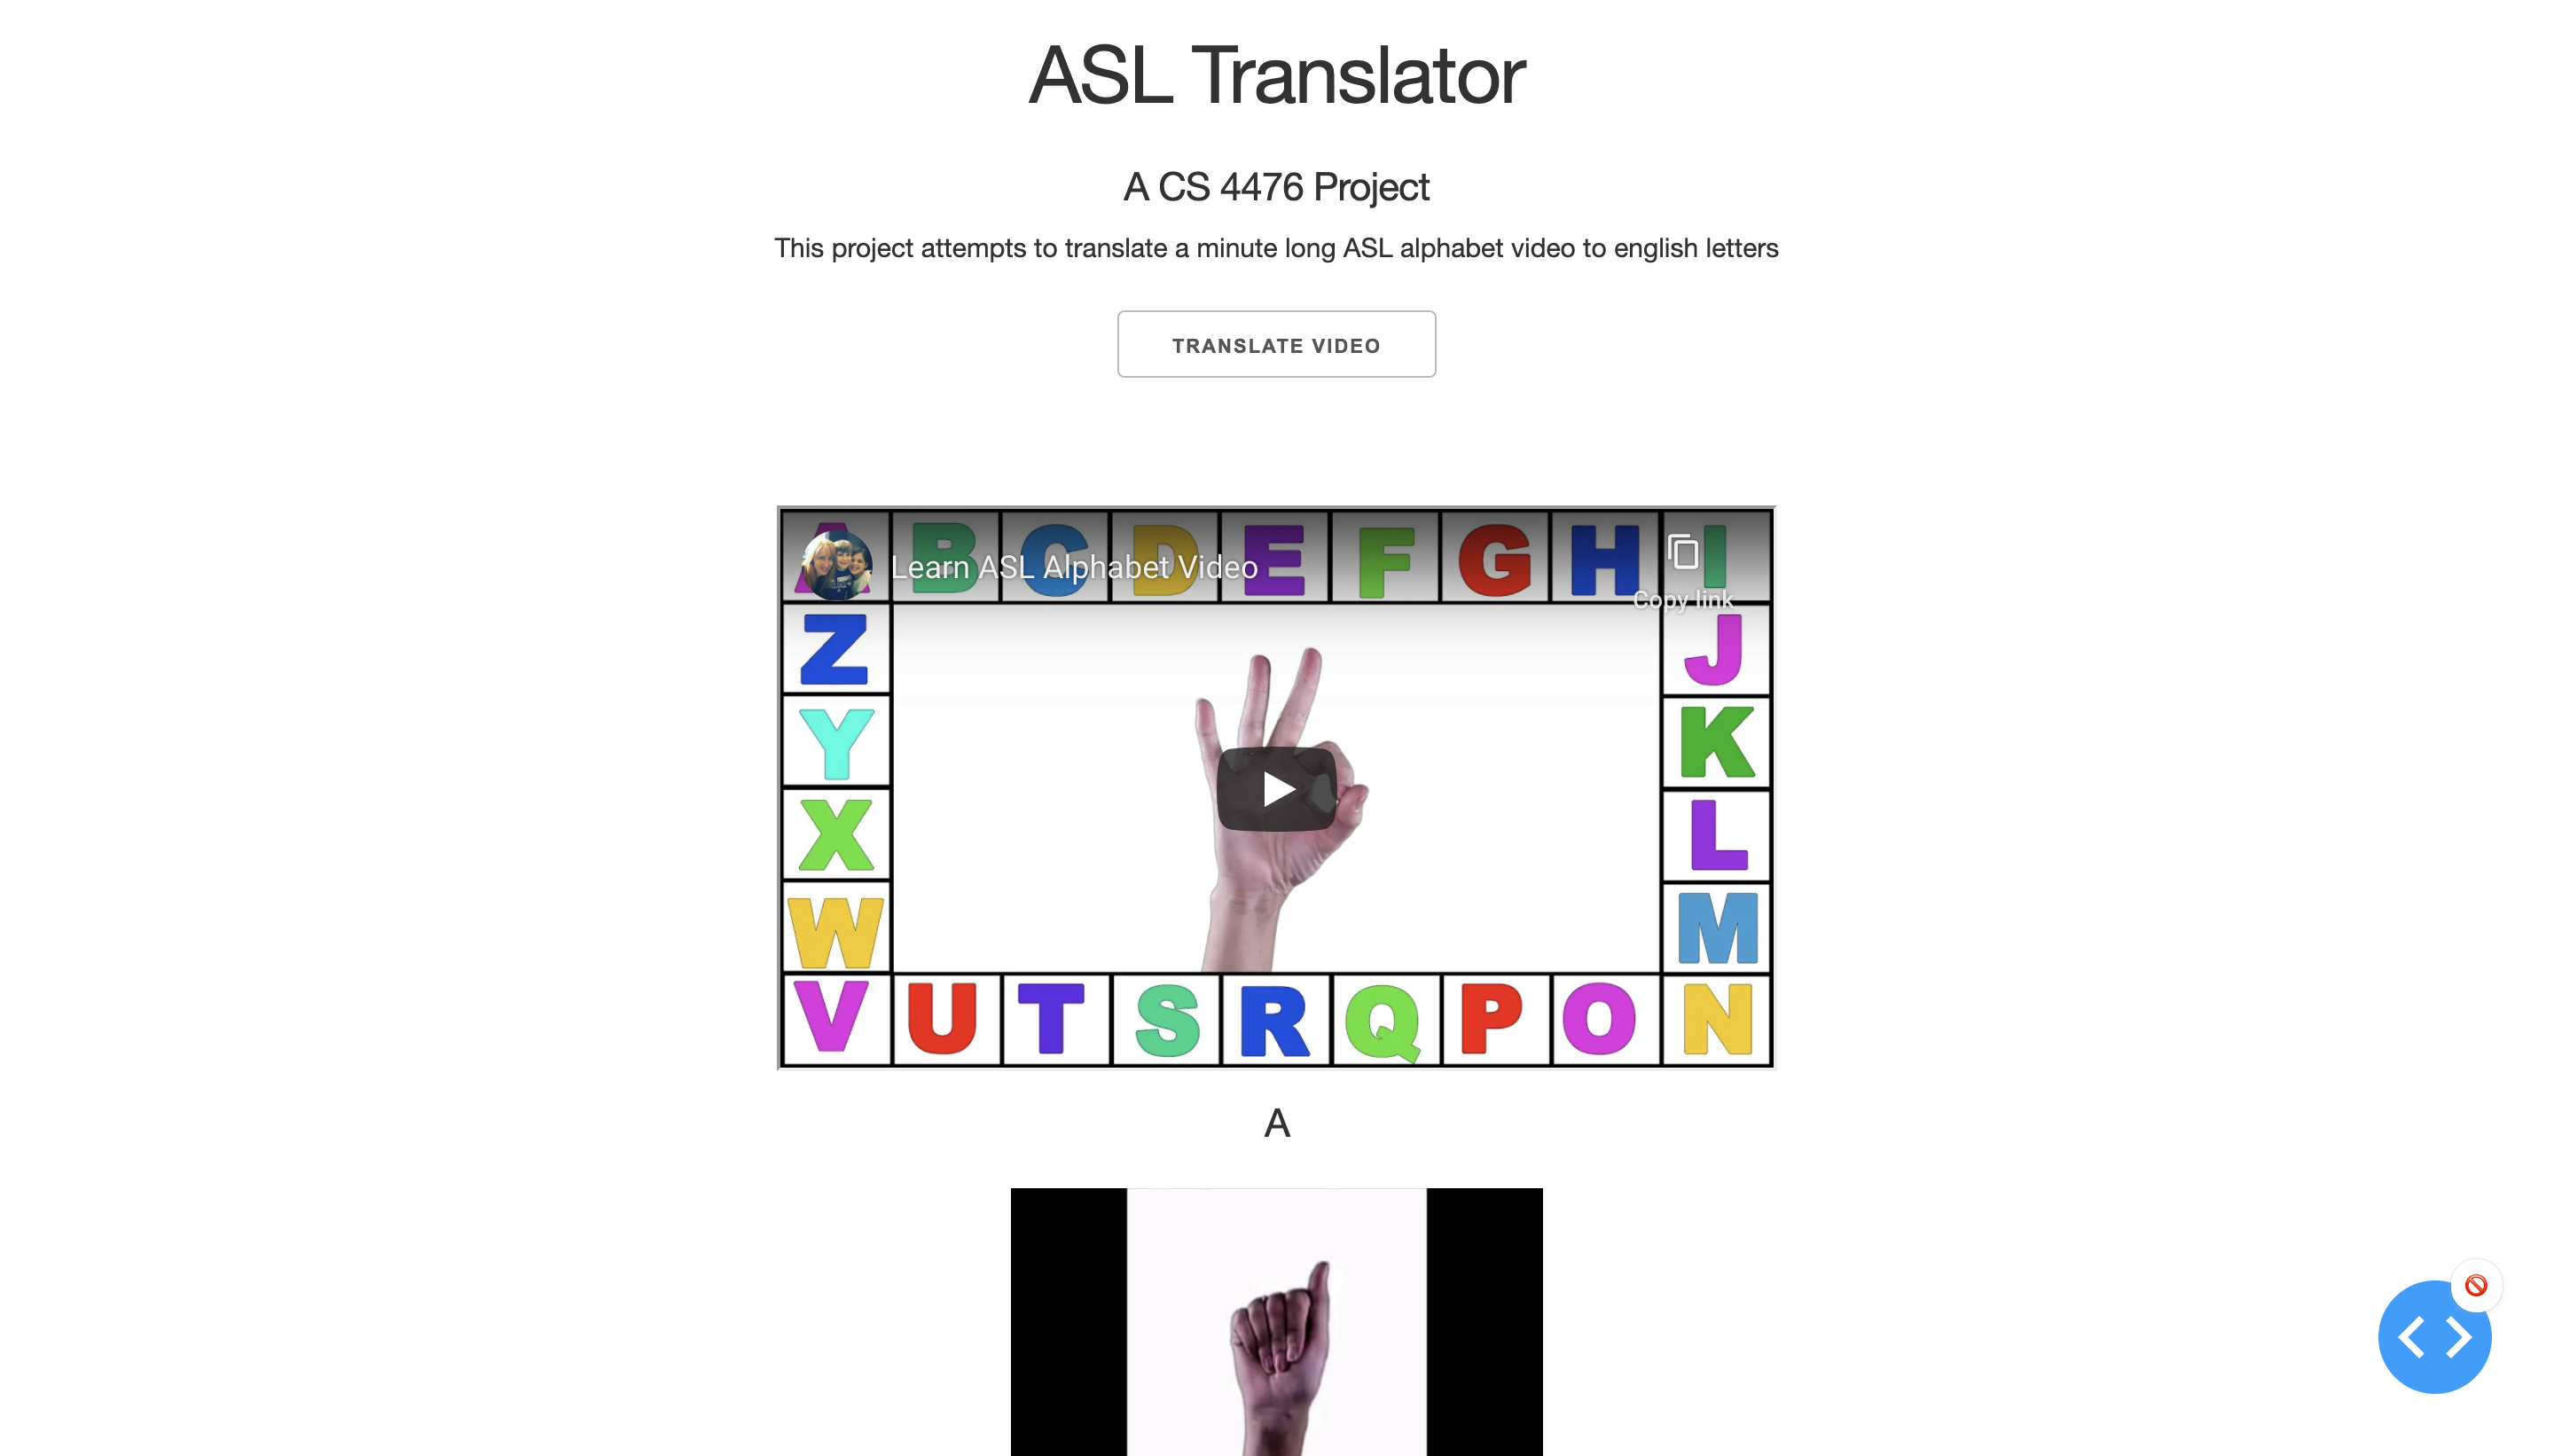 ASL Translator
A CS 4476 Project
This project attempts to translate a minute long ASL alphabet video to english letters
TRANSLATE VIDEO
A B C D E F G H I
Learn ASL Alphabet Video
Copy link
Z J
Y K
X L
W M
V U T S R Q P O N
A